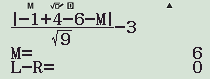 M √▯ D ▲
|-1+4-6-M|/√9 -3
M= 6
L-R= 0